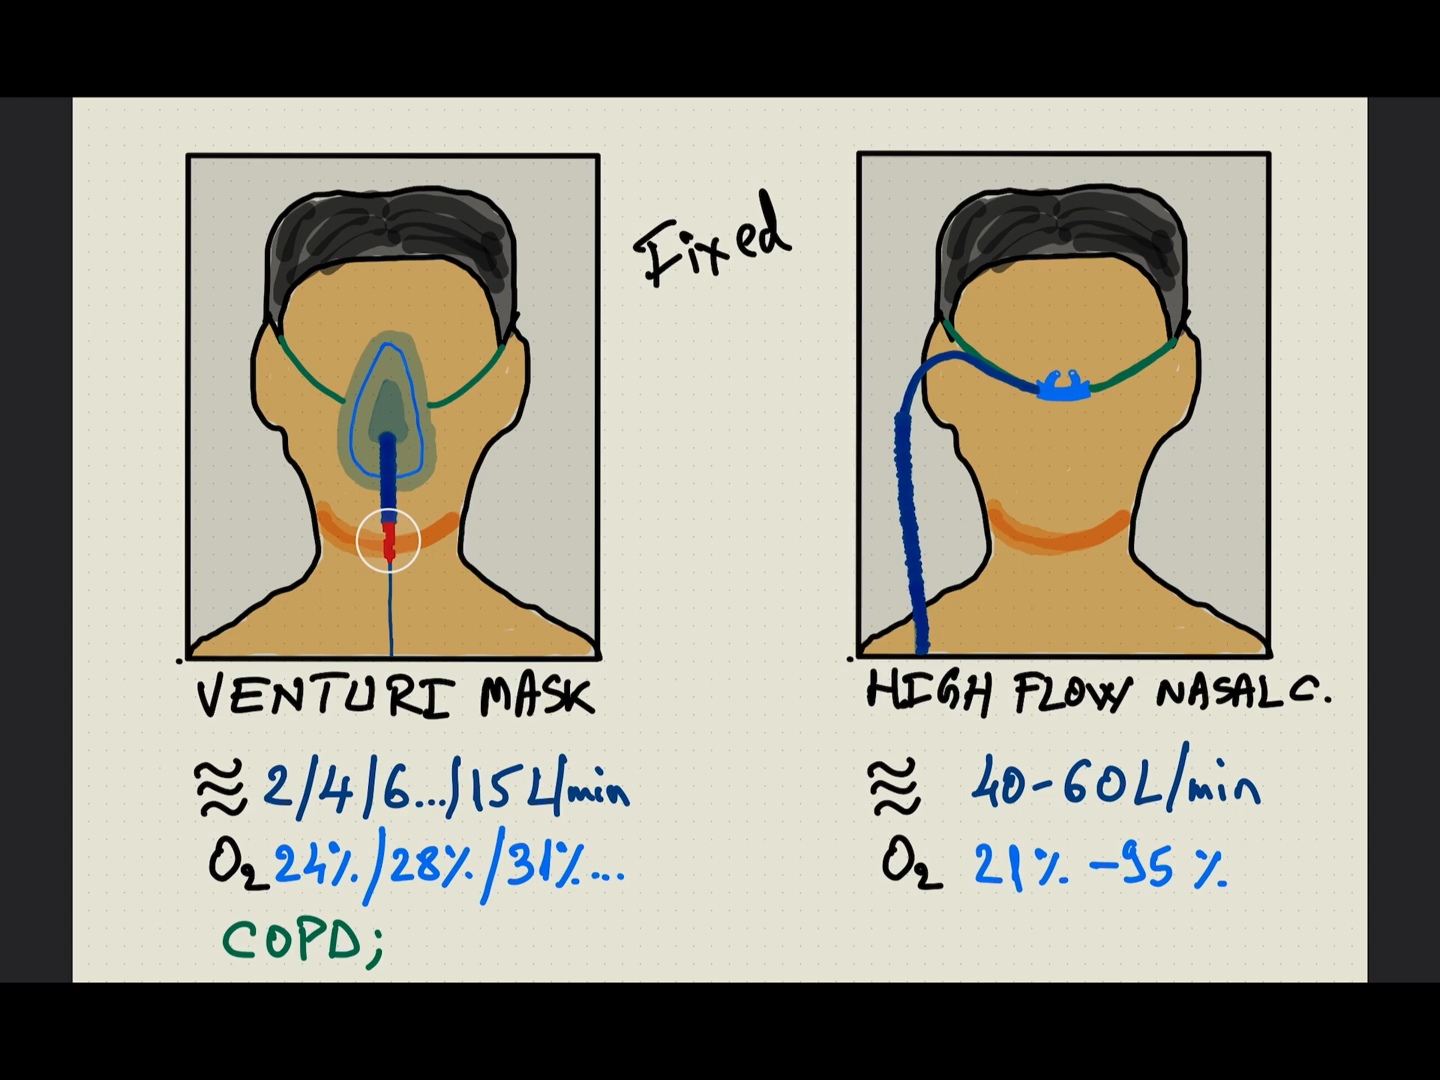 Fixed
VENTURI MASK
≈ 2/4/6.../15 L/min
O₂ 24%/28%/31%...
COPD;
HIGH FLOW NASAL C.
≈ 40-60L/min
O₂ 21% -95 %